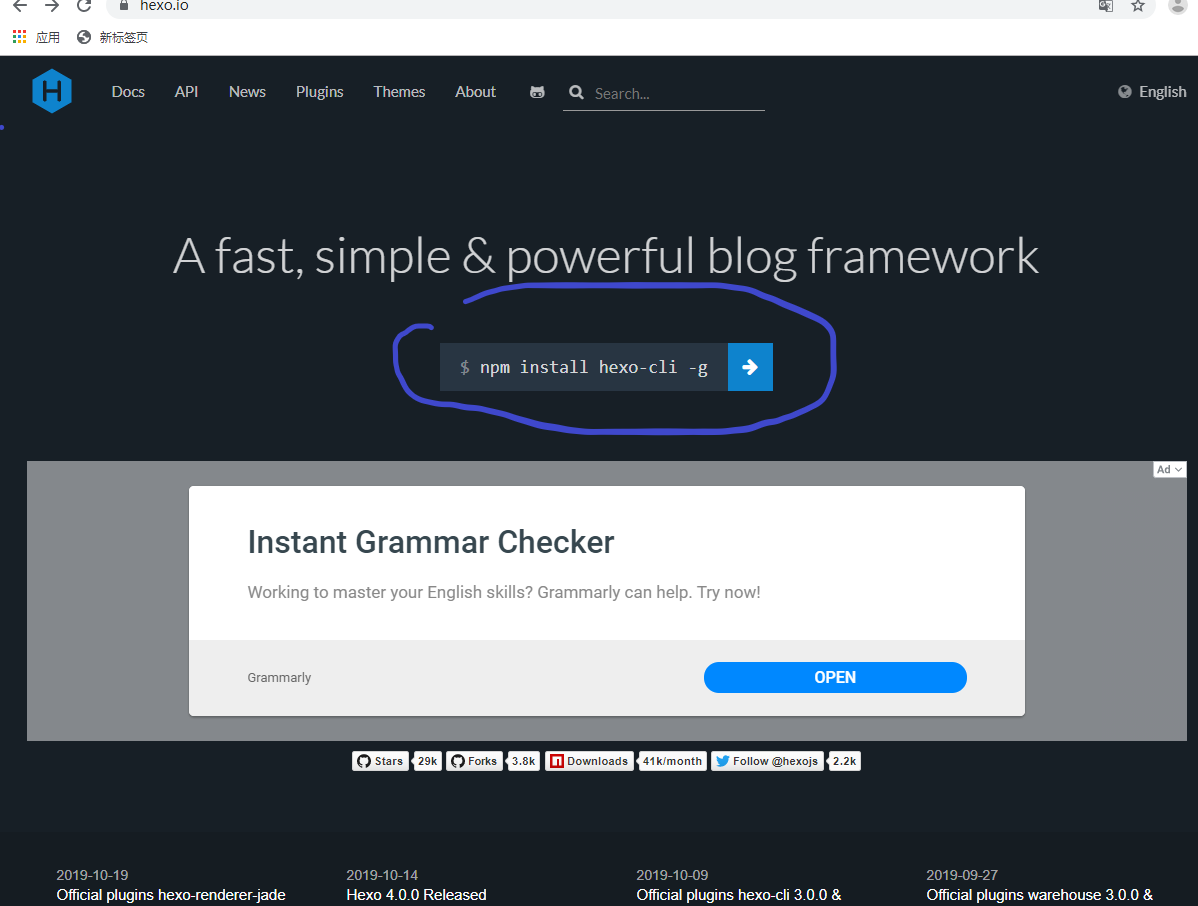 hexo.io
应用 新标签页
H Docs API News Plugins Themes About Search... English
A fast, simple & powerful blog framework
$ npm install hexo-cli -g
Ad
Instant Grammar Checker
Working to master your English skills? Grammarly can help. Try now!
Grammarly OPEN
Stars 29k Forks 3.8k Downloads 41k/month Follow @hexojs 2.2k
2019-10-19 2019-10-14 2019-10-09 2019-09-27
Official plugins hexo-renderer-jade Hexo 4.0.0 Released Official plugins hexo-cli 3.0.0 & Official plugins warehouse 3.0.0 &